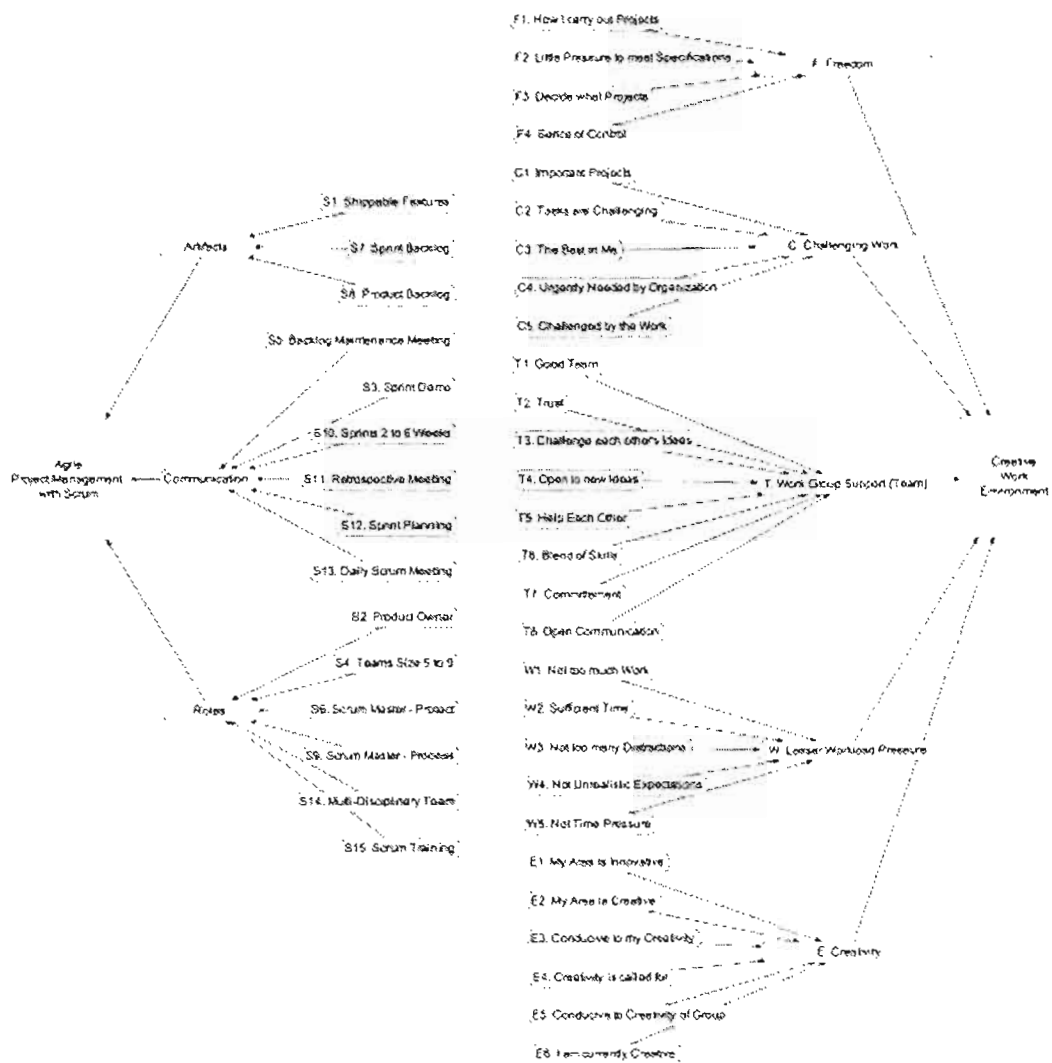 F1. How I carry out Projects
F2. Little Pressure to meet Specifications
F3. Decide what Projects
F4. Sense of Control
F. Freedom
C1. Important Projects
C2. Tasks are Challenging
C3. The Best in Me
C4. Urgently Needed by Organization
C5. Challenged by the Work
C. Challenging Work
S1. Shippable Features
S7. Sprint Backlog
S8. Product Backlog
Artifacts
S5. Backlog Maintenance Meeting
S3. Sprint Demo
S10. Sprints 2 to 6 Weeks
S11. Retrospective Meeting
S12. Sprint Planning
S13. Daily Scrum Meeting
Communication
Agile
Project Management
with Scrum
T1. Good Team
T2. Trust
T3. Challenge each other's Ideas
T4. Open to new Ideas
T5. Help Each Other
T6. Blend of Skills
T7. Commitement
T8. Open Communication
T. Work Group Support (Team)
Creative
Work
Environment
S2. Product Owner
S4. Teams Size 5 to 9
S6. Scrum Master - Product
S9. Scrum Master - Process
S14. Multi-Disciplinary Team
S15. Scrum Training
Roles
W1. Not too much Work
W2. Sufficient Time
W3. Not too many Distractions
W4. Not Unrealistic Expectations
W5. Not Time Pressure
W. Lesser Workload Pressure
E1. My Area is Innovative
E2. My Area is Creative
E3. Conducive to my Creativity
E4. Creativity is called for
E5. Conducive to Creativity of Group
E6. I am currently Creative
E. Creativity